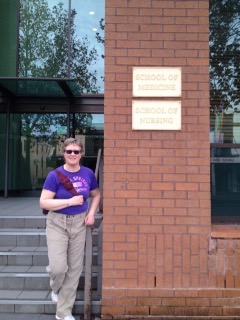 SCHOOL OF
MEDICINE
SCHOOL OF
NURSING